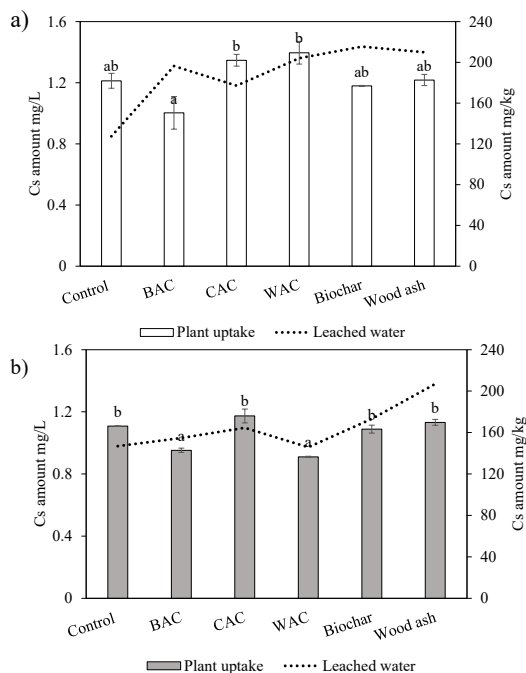 a)
Cs amount mg/L
1.6
1.2
0.8
0.4
0
240
200
160
120
80
40
0
Cs amount mg/kg
ab
a
b
b
ab
ab
Control
BAC
CAC
WAC
Biochar
Wood ash
Plant uptake
Leached water
b)
Cs amount mg/L
1.6
1.2
0.8
0.4
0
240
200
160
120
80
40
0
Cs amount mg/kg
b
a
b
a
b
b
Control
BAC
CAC
WAC
Biochar
Wood ash
Plant uptake
Leached water